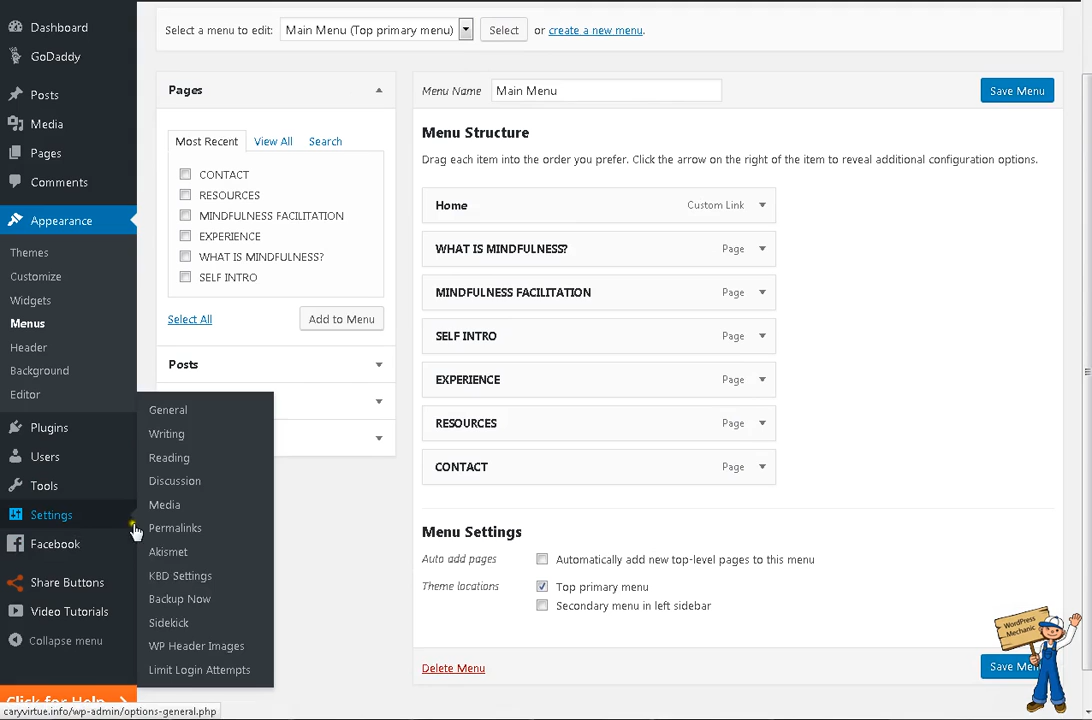 Dashboard
GoDaddy
Posts
Media
Pages
Comments
Appearance
Themes
Customize
Widgets
Menus
Header
Background
Editor
Plugins
Users
Tools
Settings
Facebook
Share Buttons
Video Tutorials
Collapse menu
Click for Help
General
Writing
Reading
Discussion
Media
Permalinks
Akismet
KBD Settings
Backup Now
Sidekick
WP Header Images
Limit Login Attempts
caryvirtue.info/wp-admin/options-general.php
Select a menu to edit: Main Menu (Top primary menu) Select or create a new menu.
Pages
Most Recent View All Search
CONTACT
RESOURCES
MINDFULNESS FACILITATION
EXPERIENCE
WHAT IS MINDFULNESS?
SELF INTRO
Select All Add to Menu
Posts
Menu Name Main Menu Save Menu
Menu Structure
Drag each item into the order you prefer. Click the arrow on the right of the item to reveal additional configuration options.
Home Custom Link
WHAT IS MINDFULNESS? Page
MINDFULNESS FACILITATION Page
SELF INTRO Page
EXPERIENCE Page
RESOURCES Page
CONTACT Page
Menu Settings
Auto add pages Automatically add new top-level pages to this menu
Theme locations Top primary menu
Secondary menu in left sidebar
Delete Menu Save
WordPress
Mechanic